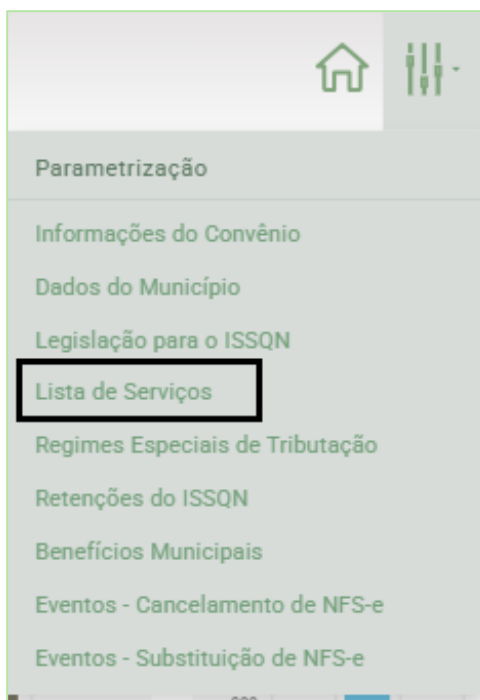 Parametrização
Informações do Convênio
Dados do Município
Legislação para o ISSQN
Lista de Serviços
Regimes Especiais de Tributação
Retenções do ISSQN
Benefícios Municipais
Eventos - Cancelamento de NFS-e
Eventos - Substituição de NFS-e